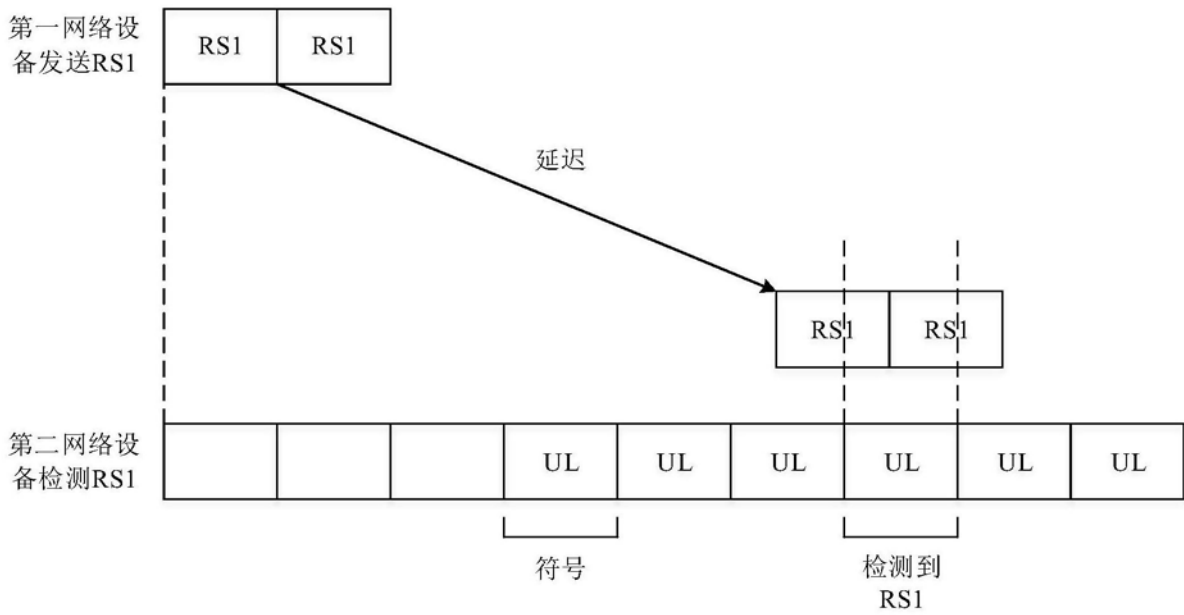 第一网络设
备发送RS1
RS1 RS1
延迟
RS1 RS1
第二网络设
备检测RS1
UL UL UL UL UL UL
符号
检测到
RS1